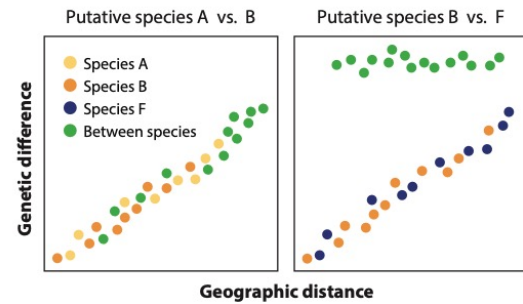 Putative species A vs. B
Putative species B vs. F
Species A
Species B
Species F
Between species
Genetic difference
Geographic distance